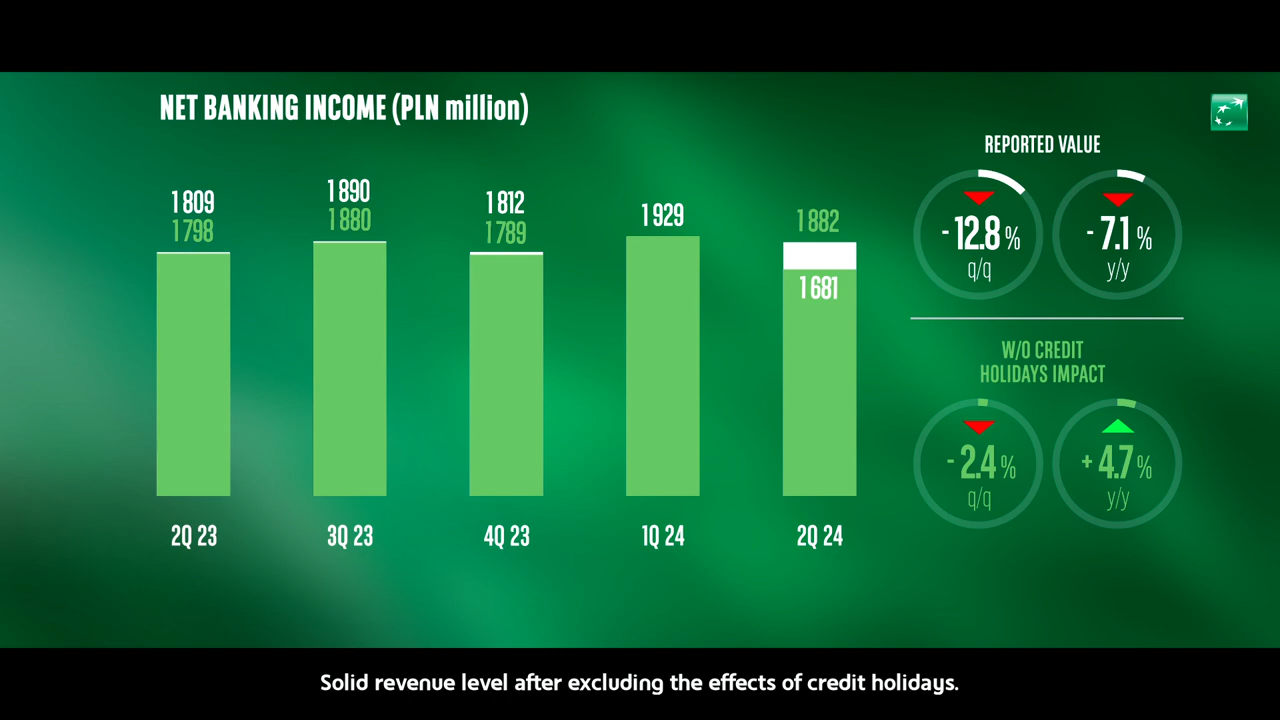 NET BANKING INCOME (PLN million)
1 809
1 798
1 890
1 880
1 812
1 789
1 929
1 882
1 681
2Q 23
3Q 23
4Q 23
1Q 24
2Q 24
REPORTED VALUE
- 12.8 %
q/q
- 7.1 %
y/y
W/O CREDIT
HOLIDAYS IMPACT
- 2.4 %
q/q
+ 4.7 %
y/y
Solid revenue level after excluding the effects of credit holidays.